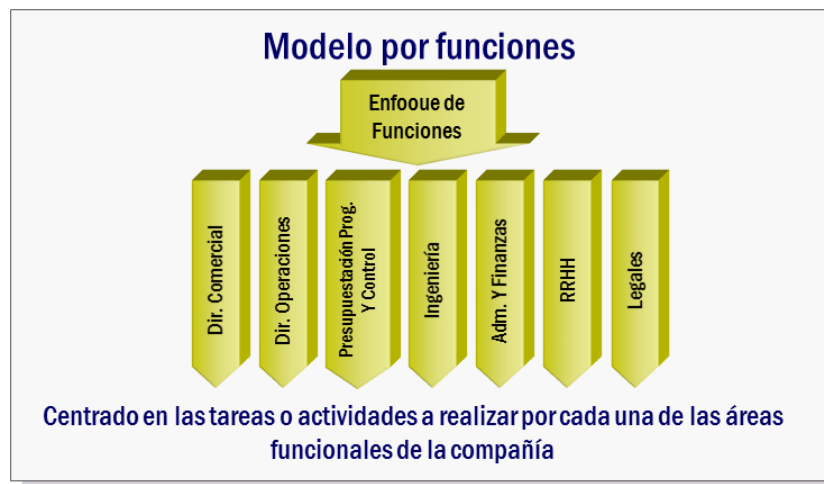 Modelo por funciones
Enfooue de
Funciones
Dir. Comercial
Dir. Operaciones
Presupuestación Prog.
Y Control
Ingeniería
Adm. Y Finanzas
RRHH
Legales
Centrado en las tareas o actividades a realizar por cada una de las áreas
funcionales de la compañía